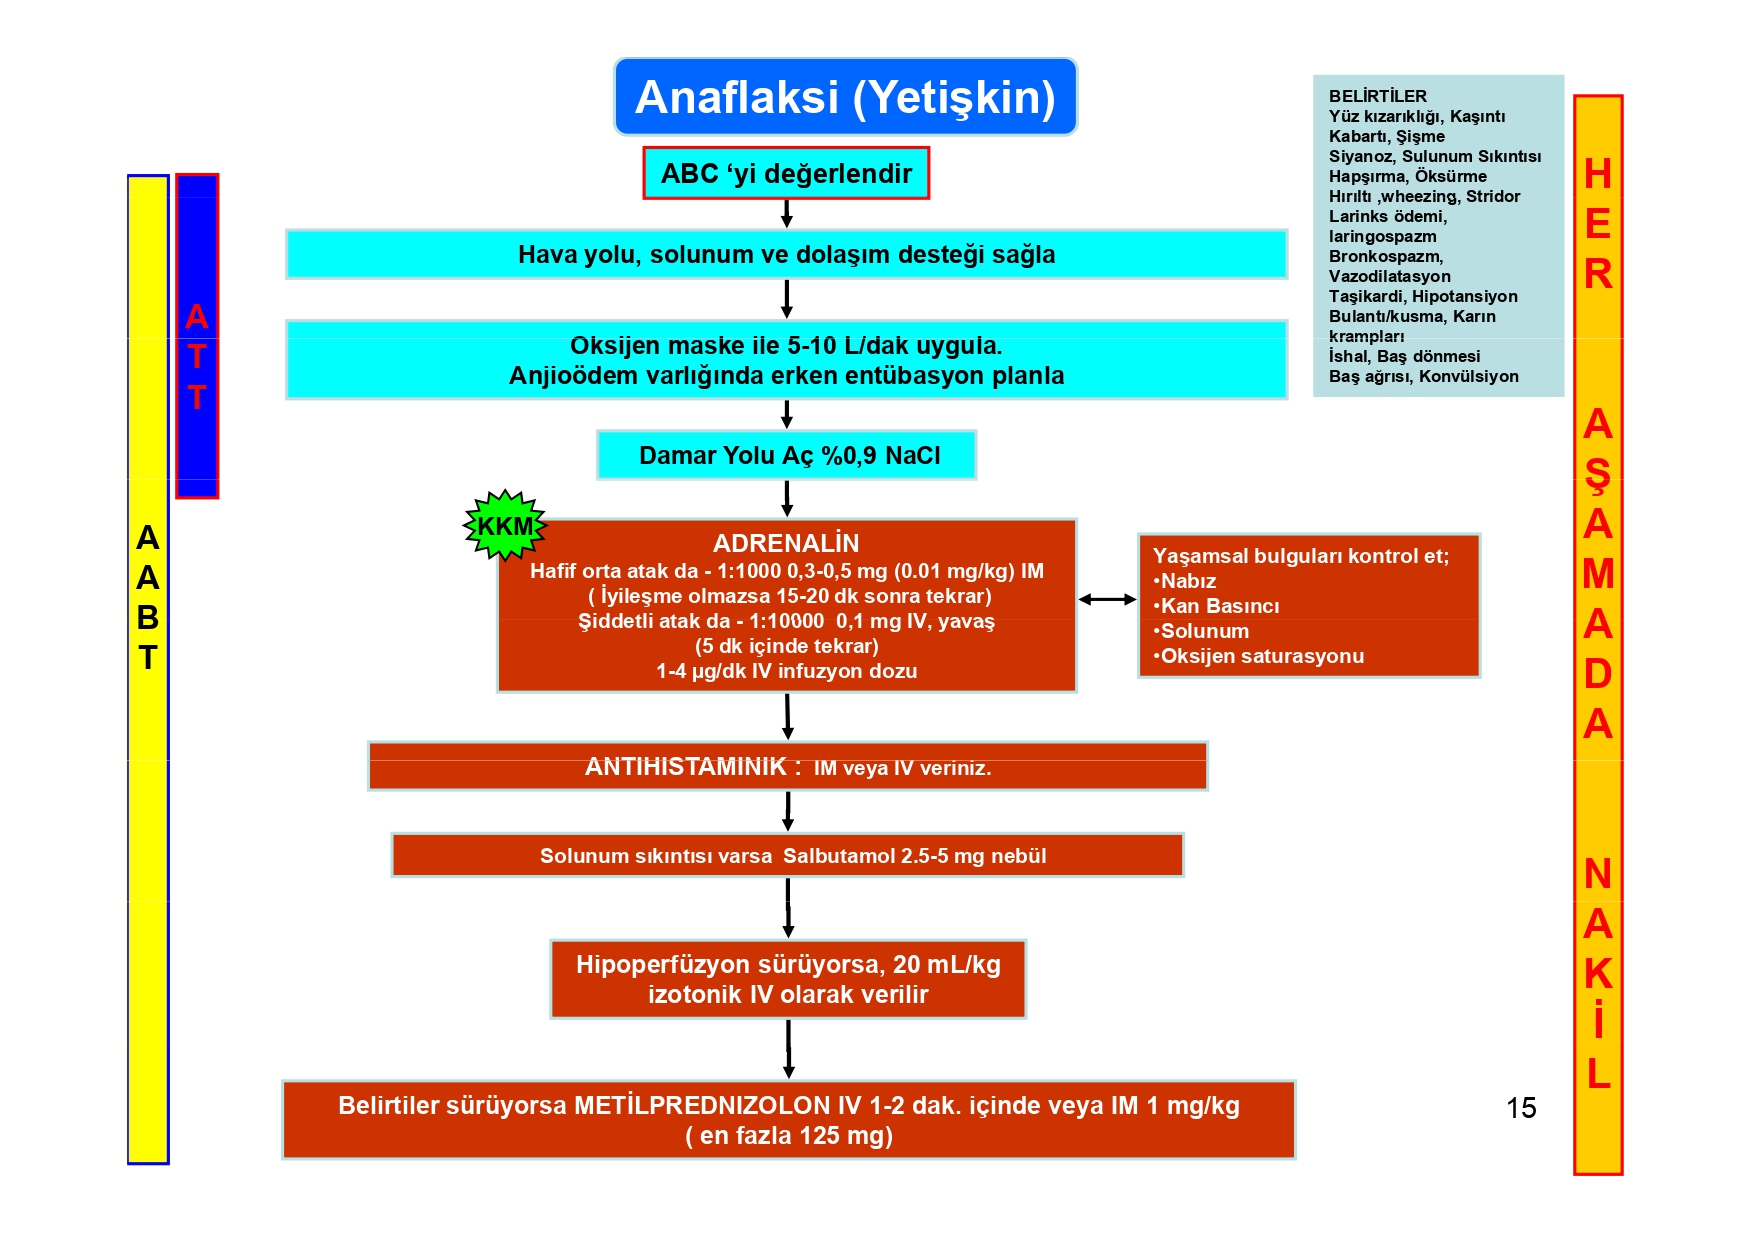 Anaflaksi (Yetişkin)
ABC ‘yi değerlendir
Hava yolu, solunum ve dolaşım desteği sağla
Oksijen maske ile 5-10 L/dak uygula.
Anjioödem varlığında erken entübasyon planla
Damar Yolu Aç %0,9 NaCl
KKM
ADRENALİN
Hafif orta atak da - 1:1000 0,3-0,5 mg (0.01 mg/kg) IM
( İyileşme olmazsa 15-20 dk sonra tekrar)
Şiddetli atak da - 1:10000  0,1 mg IV, yavaş
(5 dk içinde tekrar)
1-4 µg/dk IV infuzyon dozu
Yaşamsal bulguları kontrol et;
•Nabız
•Kan Basıncı
•Solunum
•Oksijen saturasyonu
ANTIHISTAMINIK :  IM veya IV veriniz.
Solunum sıkıntısı varsa  Salbutamol 2.5-5 mg nebül
Hipoperfüzyon sürüyorsa, 20 mL/kg
izotonik IV olarak verilir
Belirtiler sürüyorsa METİLPREDNIZOLON IV 1-2 dak. içinde veya IM 1 mg/kg
( en fazla 125 mg)
BELİRTİLER
Yüz kızarıklığı, Kaşıntı
Kabartı, Şişme
Siyanoz, Sulunum Sıkıntısı
Hapşırma, Öksürme
Hırıltı ,wheezing, Stridor
Larinks ödemi,
laringospazm
Bronkospazm,
Vazodilatasyon
Taşikardi, Hipotansiyon
Bulantı/kusma, Karın
krampları
İshal, Baş dönmesi
Baş ağrısı, Konvülsiyon
AABT
ATT
HER AŞAMADA NAKİL
15